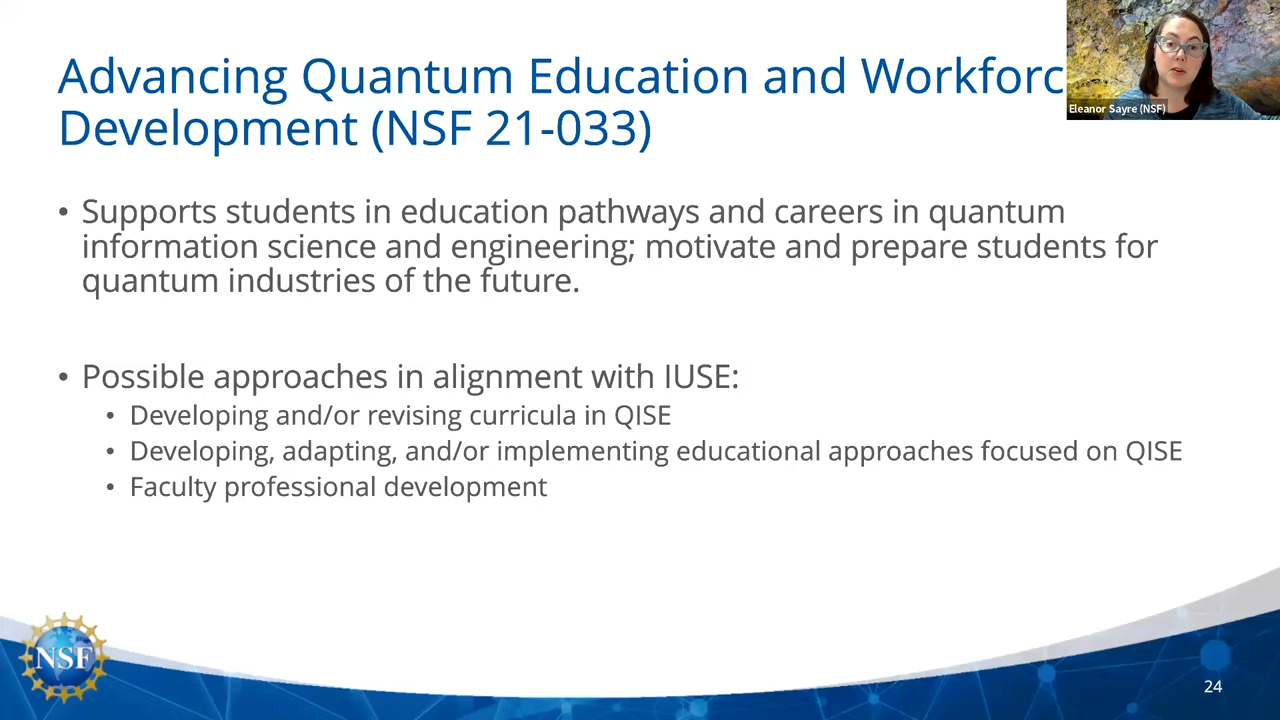 Advancing Quantum Education and Workforc
Development (NSF 21-033)
Eleanor Sayre (NSF)
• Supports students in education pathways and careers in quantum
information science and engineering; motivate and prepare students for
quantum industries of the future.
• Possible approaches in alignment with IUSE:
• Developing and/or revising curricula in QISE
• Developing, adapting, and/or implementing educational approaches focused on QISE
• Faculty professional development
NSF
24